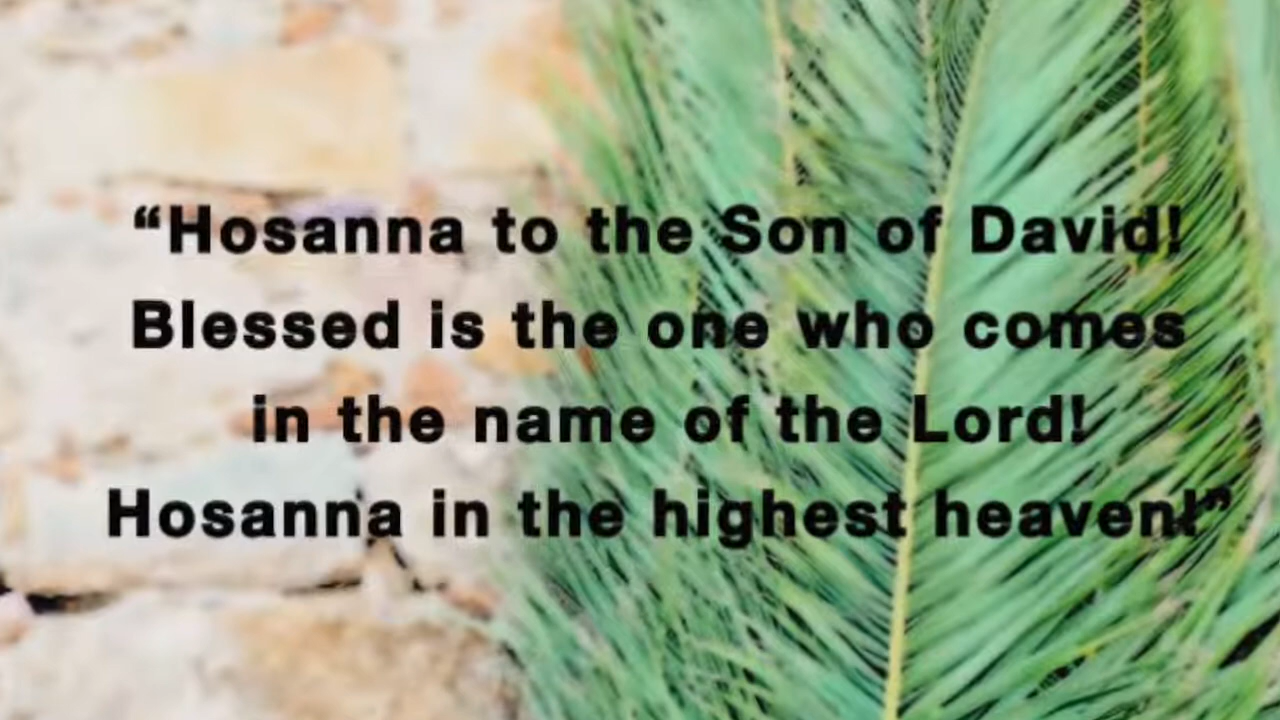 “Hosanna to the Son of David!
Blessed is the one who comes
in the name of the Lord!
Hosanna in the highest heaven!”